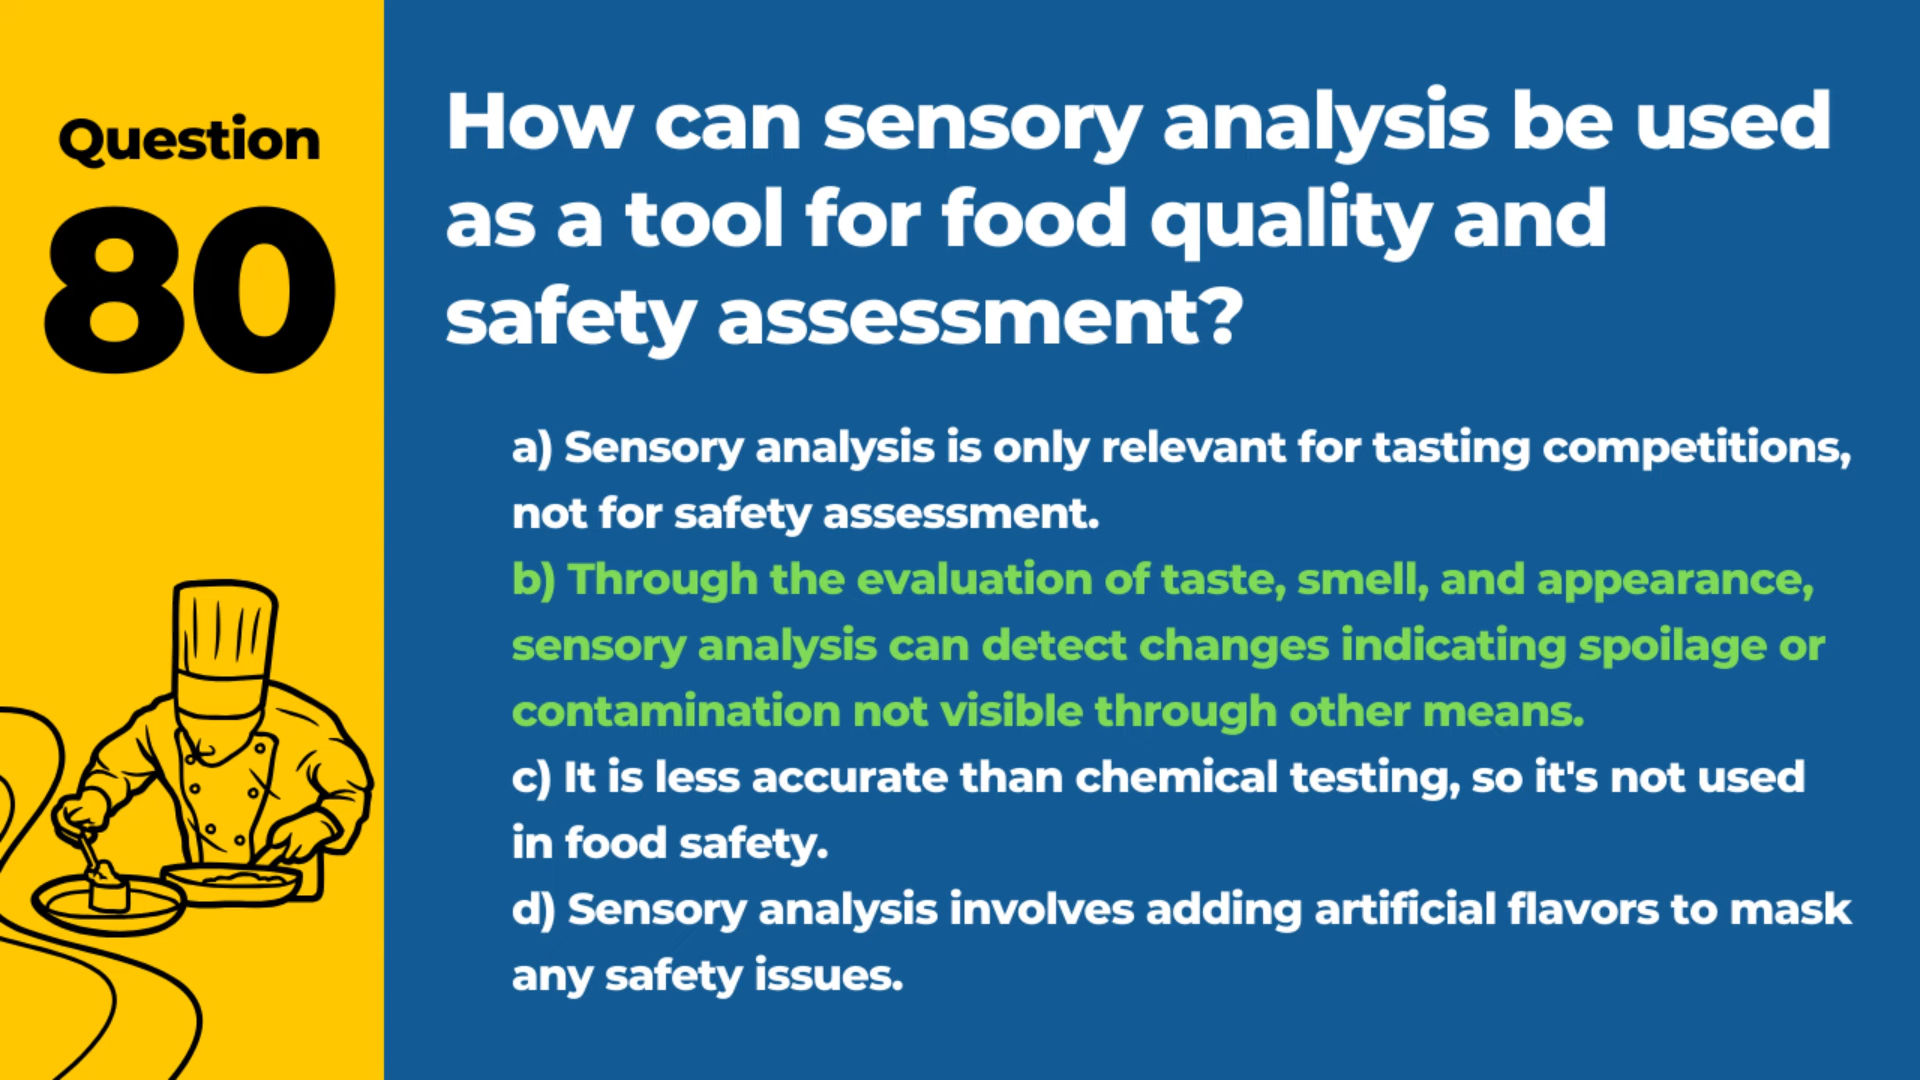 Question
80
How can sensory analysis be used
as a tool for food quality and
safety assessment?
a) Sensory analysis is only relevant for tasting competitions,
not for safety assessment.
b) Through the evaluation of taste, smell, and appearance,
sensory analysis can detect changes indicating spoilage or
contamination not visible through other means.
c) It is less accurate than chemical testing, so it's not used
in food safety.
d) Sensory analysis involves adding artificial flavors to mask
any safety issues.